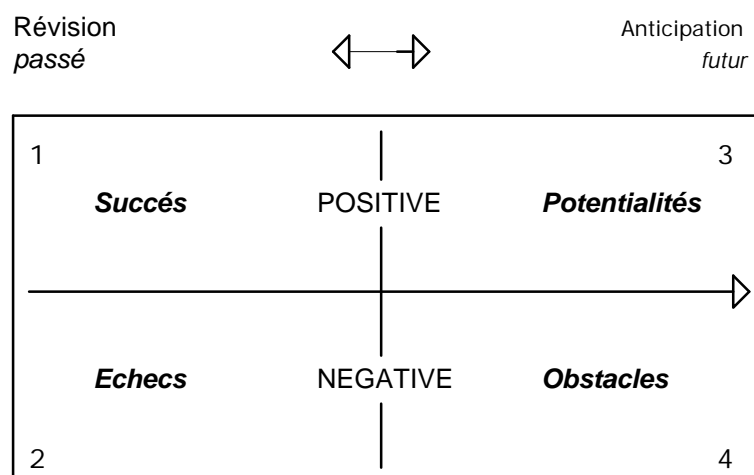 Révision Anticipation
passé futur
1 3
Succés POSITIVE Potentialités
Echecs NEGATIVE Obstacles
2 4